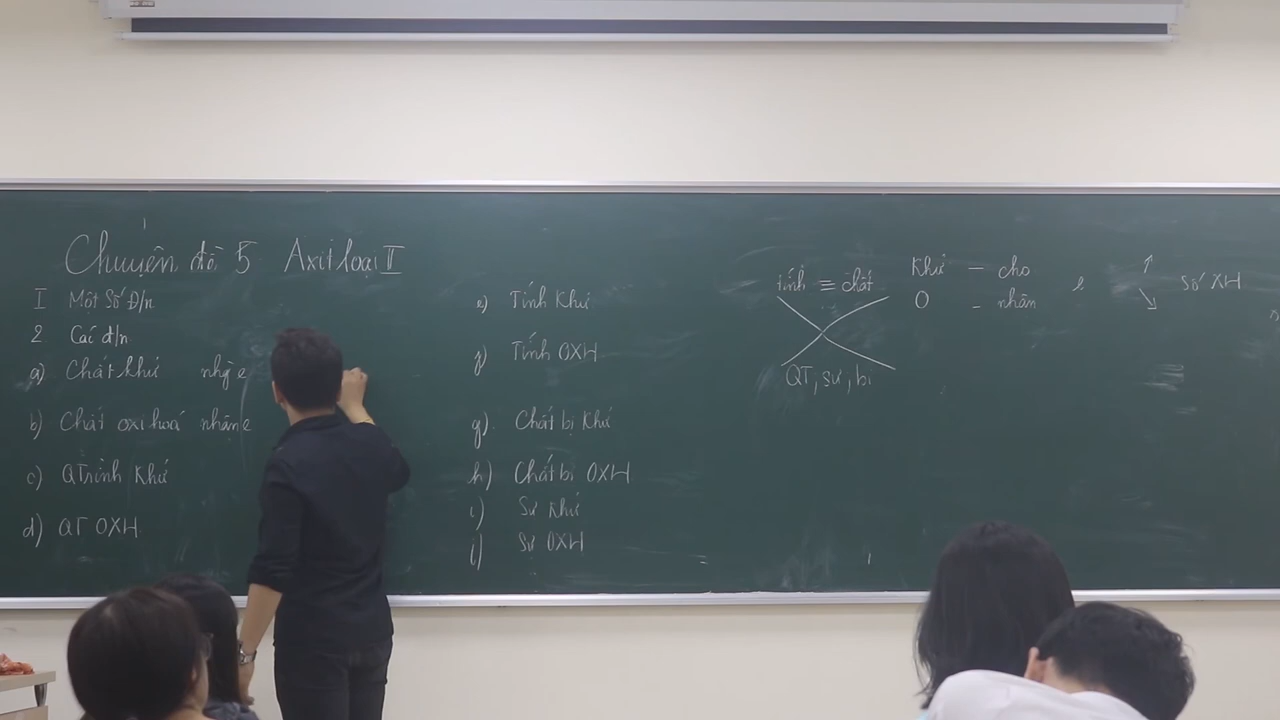 Chuyên đề 5 Axit loại II
I Một Số Đ/n
2 Các đ/n
a) Chất khử
b) Chất oxi hoá nhận e
c) QTrình Khử
d) QT OXH
e) Tính Khử
f) Tính OXH
g) Chất bị Khử
h) Chất bị OXH
i) Sự Khử
j) Sự OXH
tính ≡ chất
QT, sự, bị
Khử – cho
O – nhận
e
↑
↘
số XH